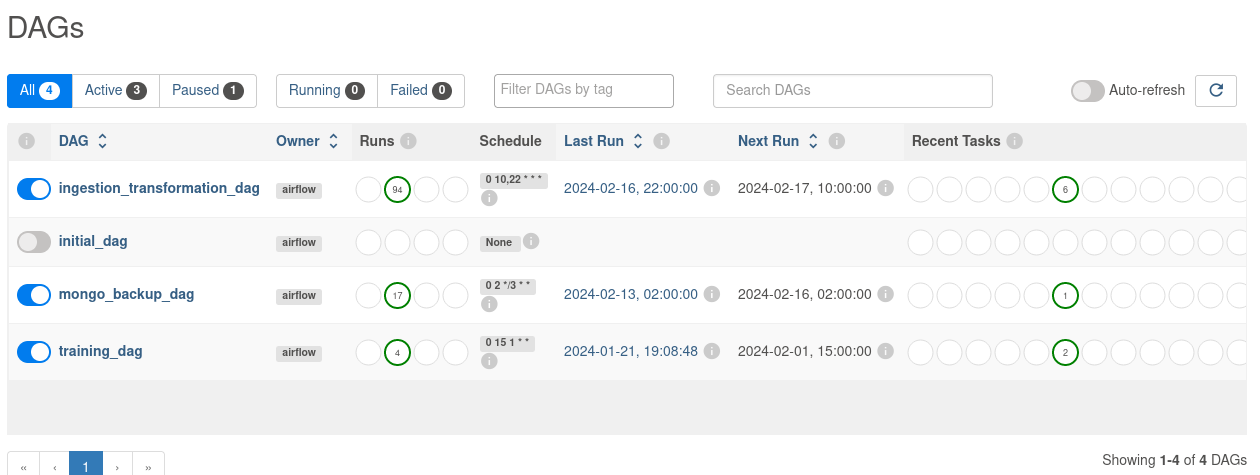 DAGs
All 4 Active 3 Paused 1 Running 0 Failed 0 Filter DAGs by tag Search DAGs Auto-refresh
i DAG Owner Runs i Schedule Last Run i Next Run i Recent Tasks i
ingestion_transformation_dag airflow 94 0 10,22 * * * i 2024-02-16, 22:00:00 i 2024-02-17, 10:00:00 i 6
initial_dag airflow None i
mongo_backup_dag airflow 17 0 2 */3 * * i 2024-02-13, 02:00:00 i 2024-02-16, 02:00:00 i 1
training_dag airflow 4 0 15 1 * * i 2024-01-21, 19:08:48 i 2024-02-01, 15:00:00 i 2
« ‹ 1 › » Showing 1-4 of 4 DAGs